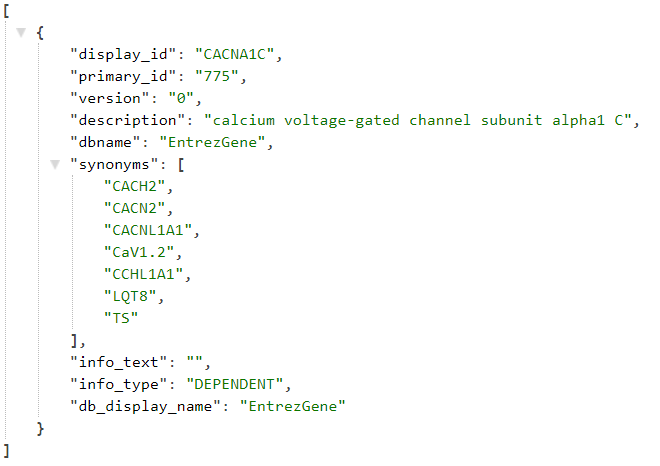 [
{
"display_id": "CACNA1C",
"primary_id": "775",
"version": "0",
"description": "calcium voltage-gated channel subunit alpha1 C",
"dbname": "EntrezGene",
"synonyms": [
"CACH2",
"CACN2",
"CACNL1A1",
"CaV1.2",
"CCHL1A1",
"LQT8",
"TS"
],
"info_text": "",
"info_type": "DEPENDENT",
"db_display_name": "EntrezGene"
}
]